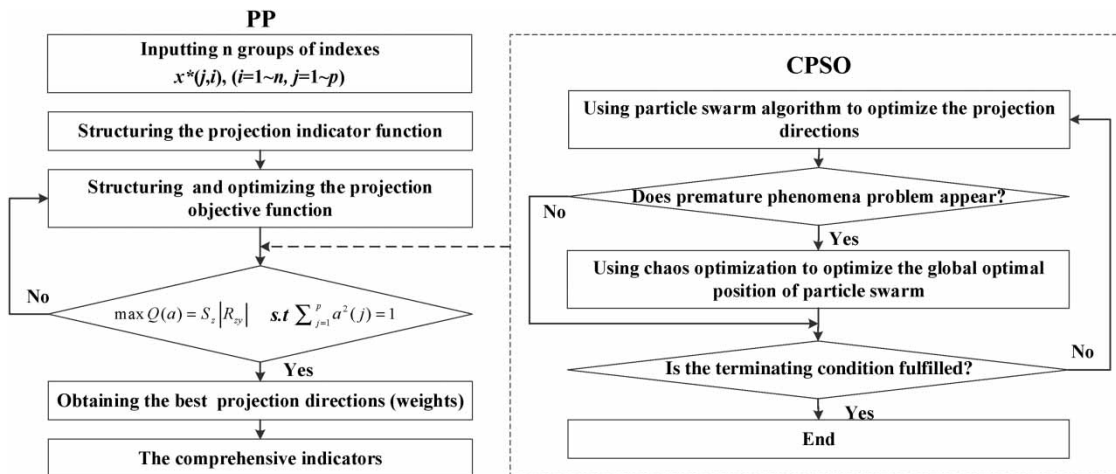 PP
Inputting n groups of indexes
x*(j,i), (i=1~n, j=1~p)
Structuring the projection indicator function
Structuring and optimizing the projection
objective function
No
max Q(a) = S_z |R_zy| s.t ∑_{j=1}^{p} a²(j) = 1
Yes
Obtaining the best projection directions (weights)
The comprehensive indicators
CPSO
Using particle swarm algorithm to optimize the projection
directions
Does premature phenomena problem appear?
No
Yes
Using chaos optimization to optimize the global optimal
position of particle swarm
Is the terminating condition fulfilled?
No
Yes
End